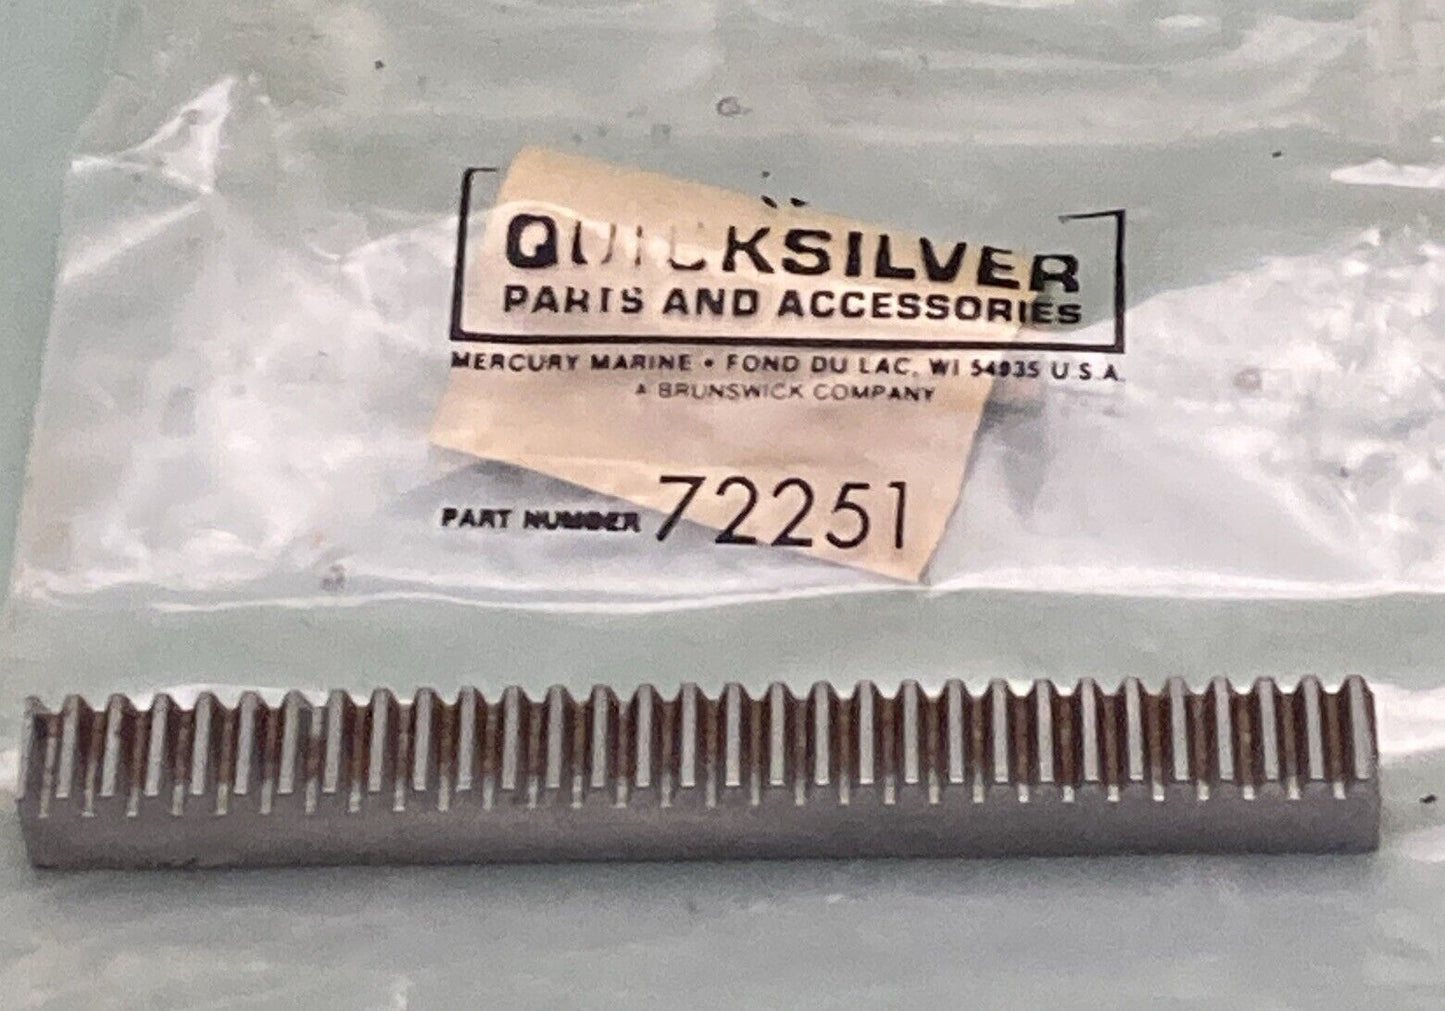 QUICKSILVER
PARTS AND ACCESSORIES
MERCURY MARINE • FOND DU LAC, WI 54935 U.S.A.
A BRUNSWICK COMPANY
PART NUMBER 72251